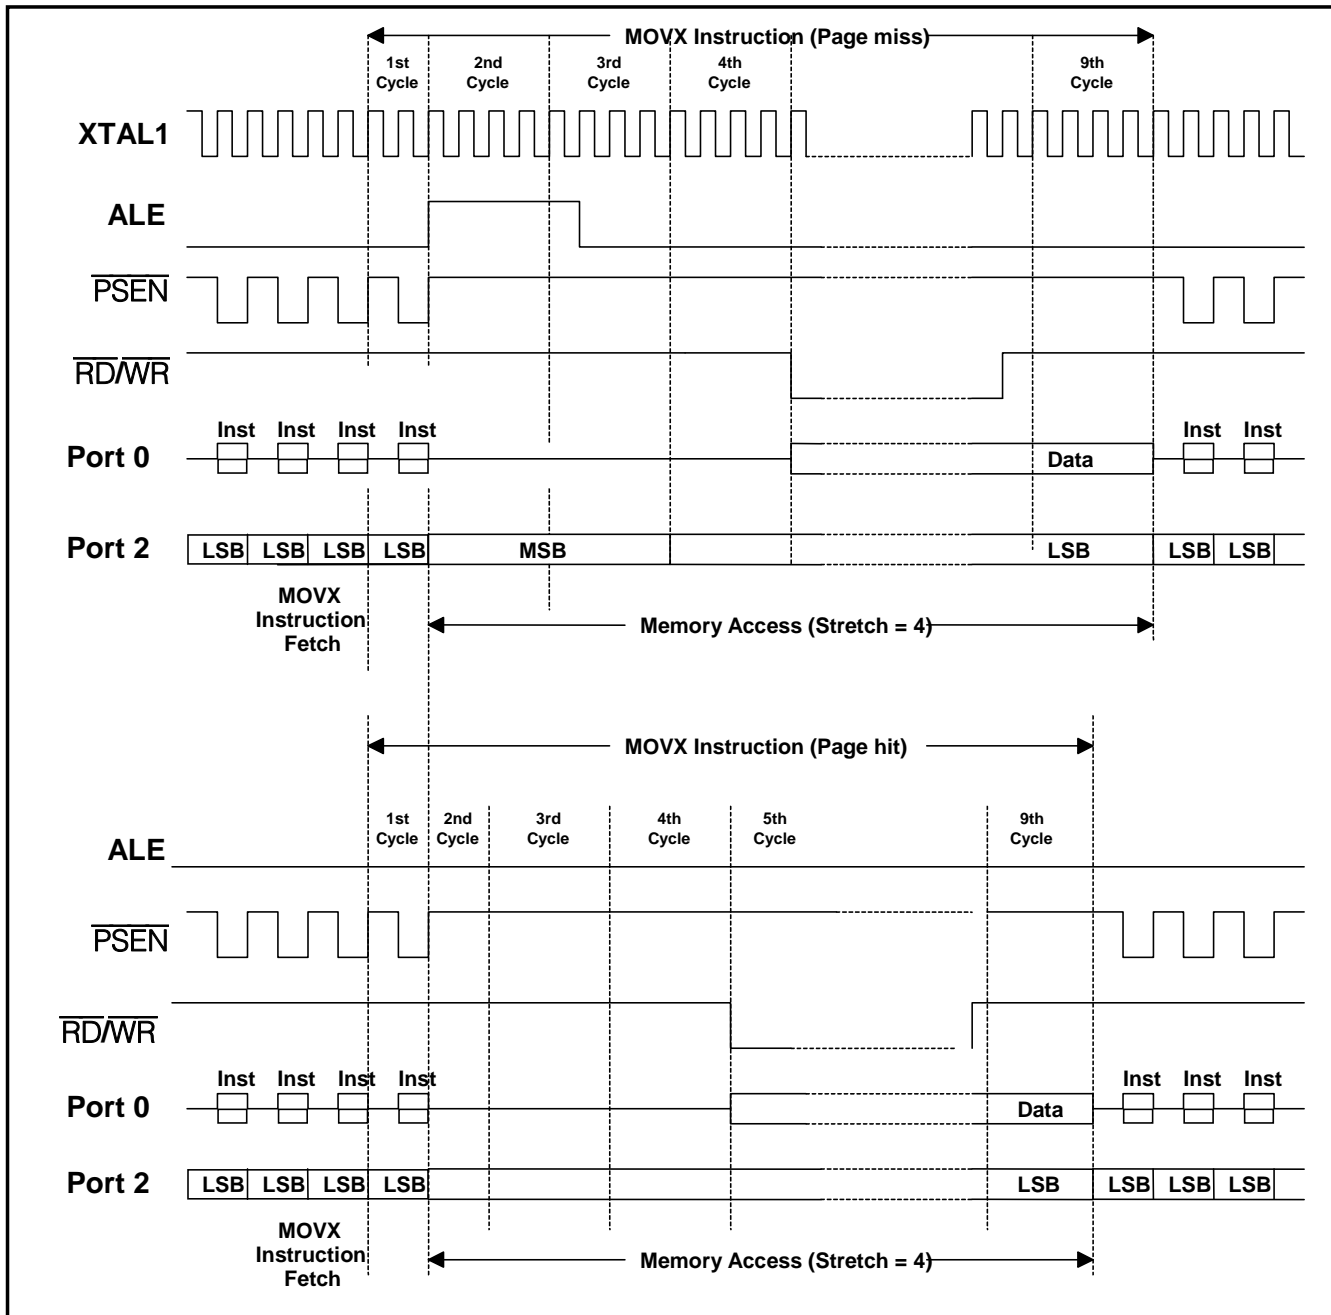 MOVX Instruction (Page miss)
1st Cycle
2nd Cycle
3rd Cycle
4th Cycle
9th Cycle
XTAL1
ALE
PSEN
RD/WR
Inst Inst Inst Inst Inst Inst
Port 0
Data
Port 2
LSB LSB LSB LSB MSB LSB LSB LSB
MOVX
Instruction
Fetch
Memory Access (Stretch = 4)
MOVX Instruction (Page hit)
1st Cycle
2nd Cycle
3rd Cycle
4th Cycle
5th Cycle
9th Cycle
ALE
PSEN
RD/WR
Inst Inst Inst Inst Inst Inst Inst
Port 0
Data
Port 2
LSB LSB LSB LSB LSB LSB LSB LSB
MOVX
Instruction
Fetch
Memory Access (Stretch = 4)